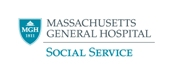 MGH
1811
MASSACHUSETTS
GENERAL HOSPITAL
SOCIAL SERVICE